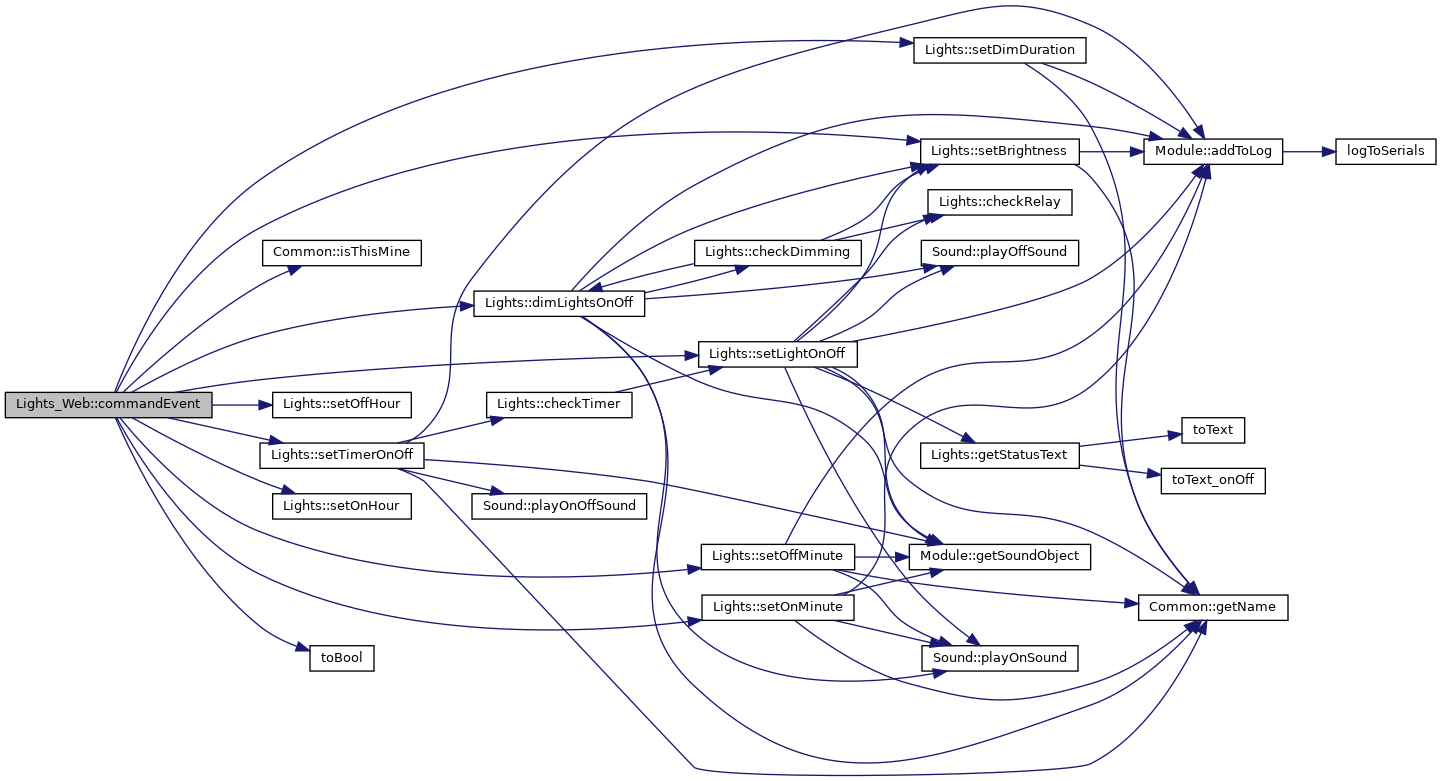 Lights_Web::commandEvent
Common::isThisMine
Lights::setOffHour
Lights::setTimerOnOff
Lights::setOnHour
toBool
Lights::dimLightsOnOff
Lights::checkTimer
Sound::playOnOffSound
Lights::checkDimming
Lights::setLightOnOff
Lights::setOffMinute
Lights::setOnMinute
Lights::setDimDuration
Lights::setBrightness
Lights::checkRelay
Sound::playOffSound
Lights::getStatusText
Module::getSoundObject
Sound::playOnSound
Module::addToLog
toText
toText_onOff
Common::getName
logToSerials